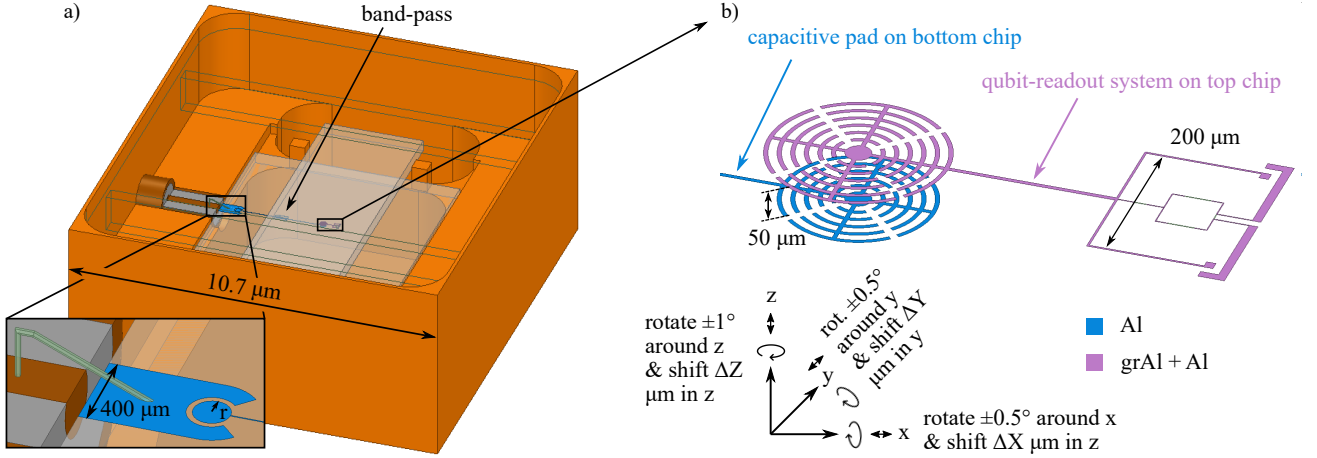 a)
band-pass
10.7 μm
400 μm
r
b)
capacitive pad on bottom chip
qubit-readout system on top chip
200 μm
50 μm
z
rotate ±1°
around z
& shift ΔZ
μm in z
rot. ±0.5°
around y
& shift ΔY
μm in y
y
x
rotate ±0.5° around x
& shift ΔX μm in z
Al
grAl + Al